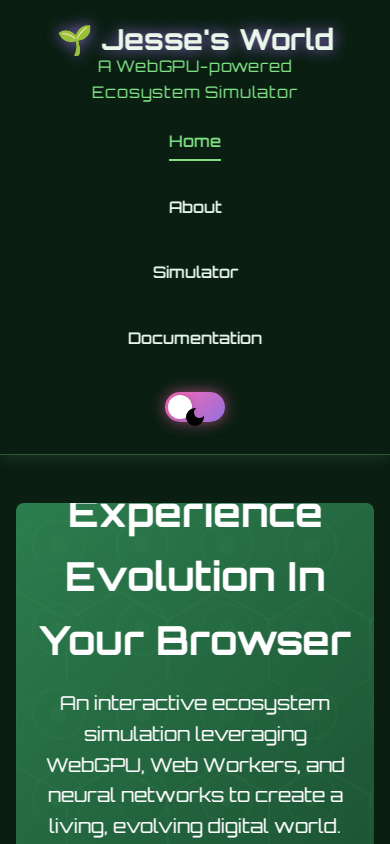 🌱 Jesse's World
A WebGPU-powered
Ecosystem Simulator
Home
About
Simulator
Documentation
Experience
Evolution In
Your Browser
An interactive ecosystem
simulation leveraging
WebGPU, Web Workers, and
neural networks to create a
living, evolving digital world.